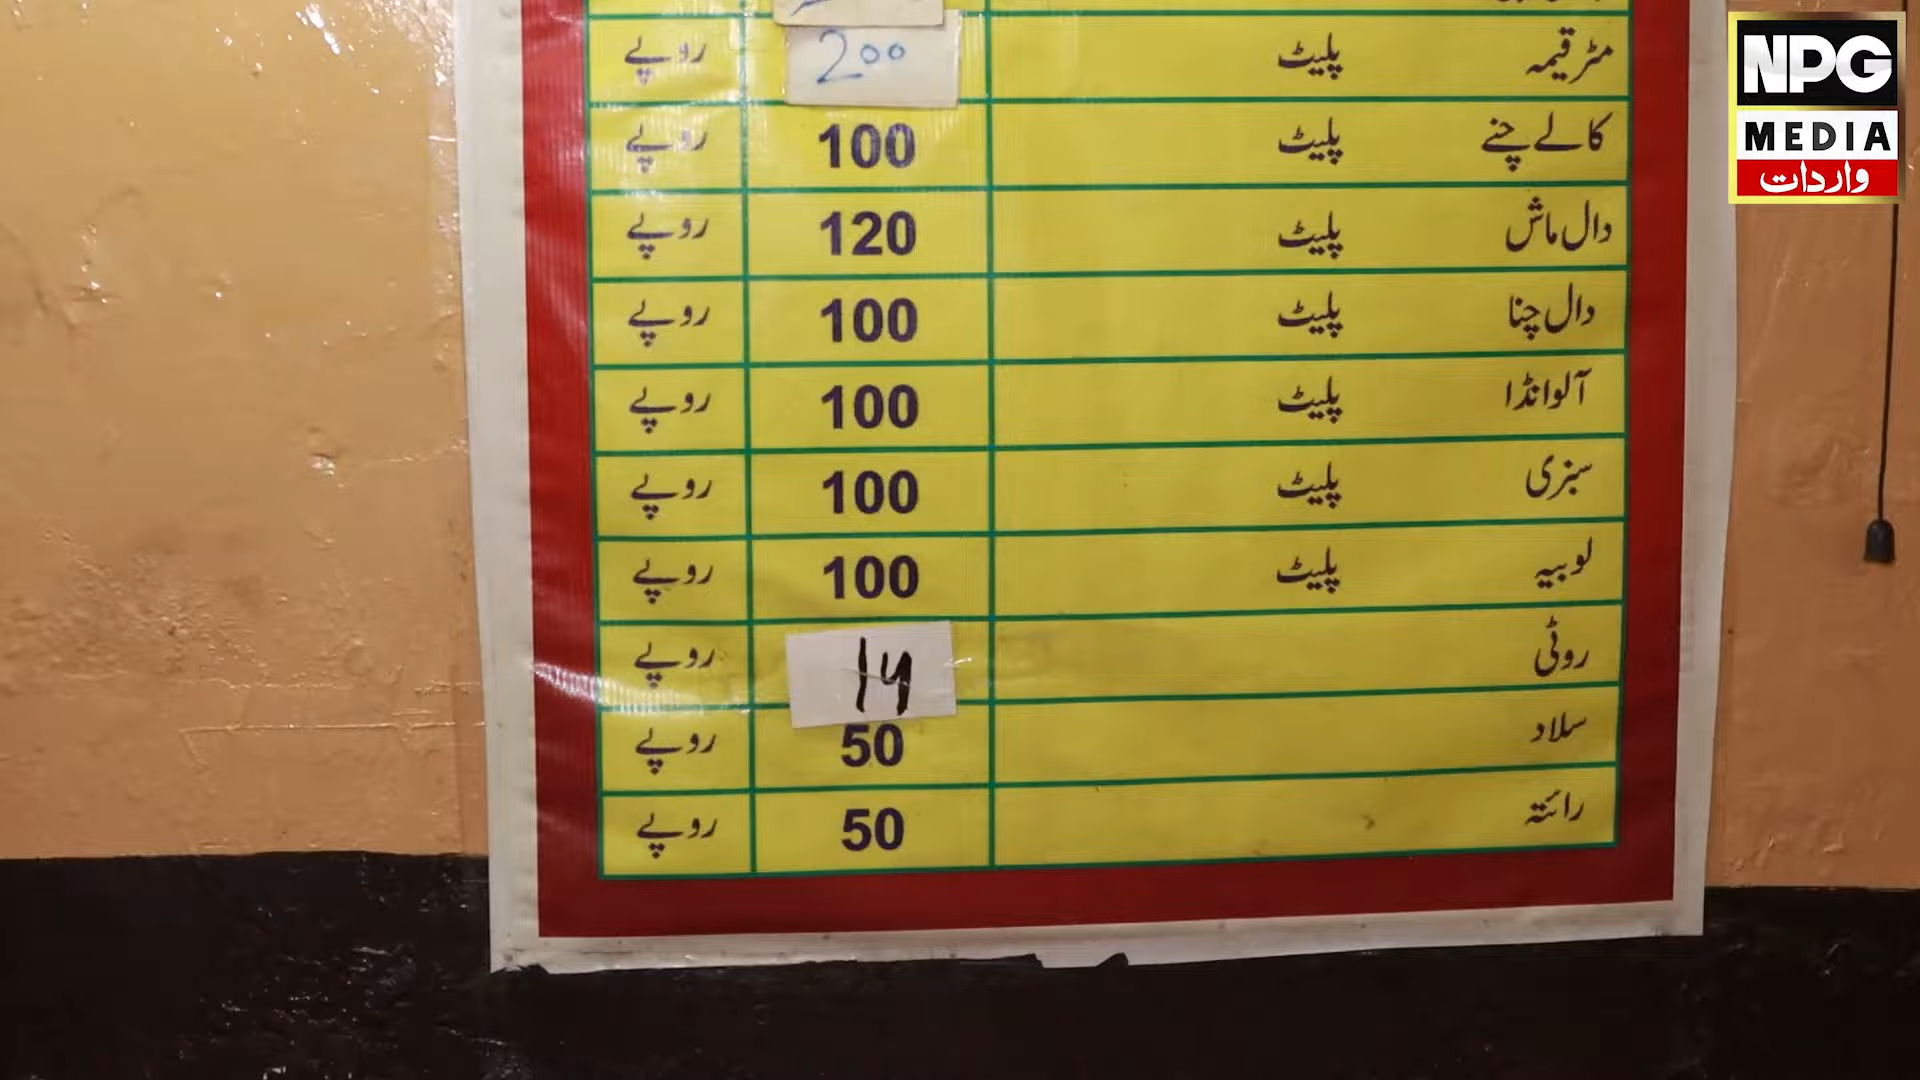 مٹر قیمہ پلیٹ 200 روپے
کالے چنے پلیٹ 100 روپے
دال ماش پلیٹ 120 روپے
دال چنا پلیٹ 100 روپے
آلو انڈا پلیٹ 100 روپے
سبزی پلیٹ 100 روپے
لوبیہ پلیٹ 100 روپے
روٹی 14 روپے
سلاد 50 روپے
رائتہ 50 روپے
NPG
MEDIA
واردات